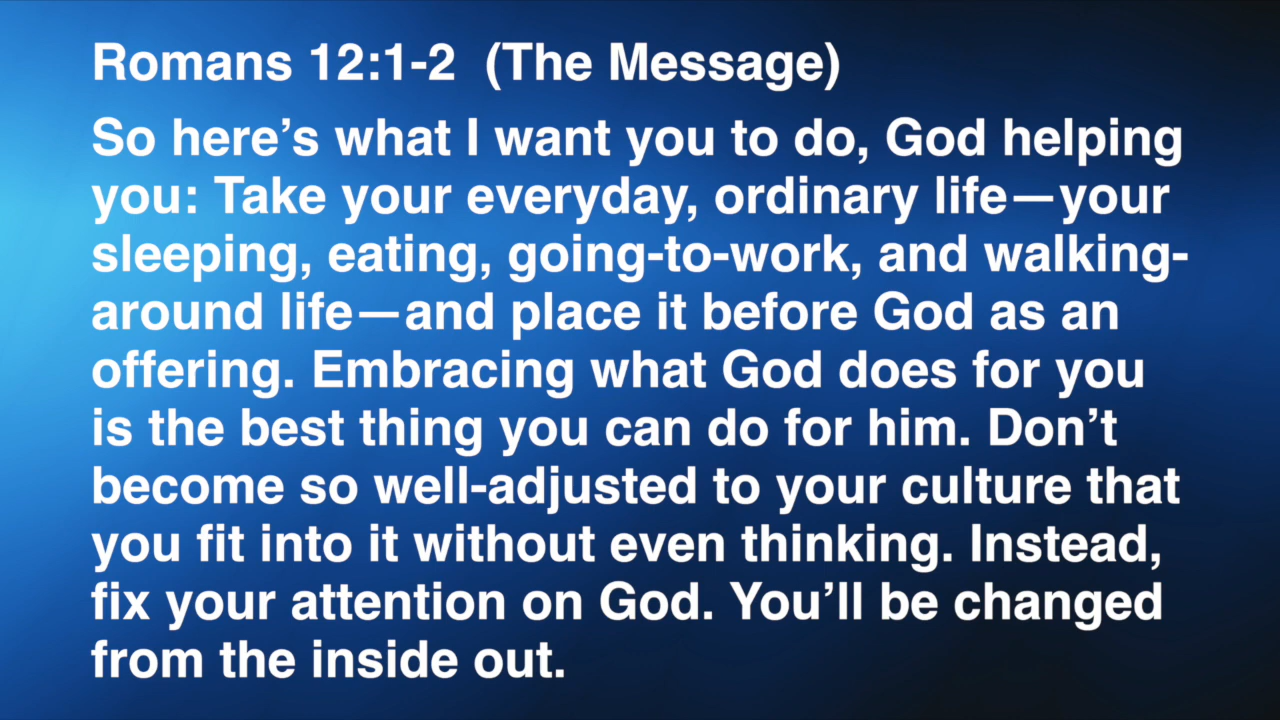 Romans 12:1-2  (The Message)
So here’s what I want you to do, God helping
you: Take your everyday, ordinary life—your
sleeping, eating, going-to-work, and walking-
around life—and place it before God as an
offering. Embracing what God does for you
is the best thing you can do for him. Don’t
become so well-adjusted to your culture that
you fit into it without even thinking. Instead,
fix your attention on God. You’ll be changed
from the inside out.